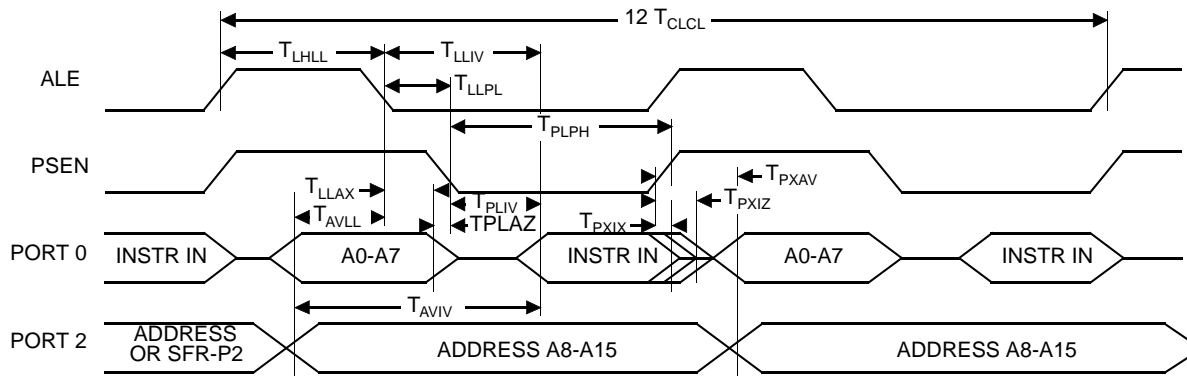 12 TCLCL
TLHLL
TLLIV
ALE
TLLPL
TPLPH
PSEN
TPXAV
TLLAX
TPXIZ
TPLIV
TAVLL
TPLAZ
TPXIX
PORT 0
INSTR IN
A0-A7
INSTR IN
A0-A7
INSTR IN
TAVIV
PORT 2
ADDRESS
OR SFR-P2
ADDRESS A8-A15
ADDRESS A8-A15